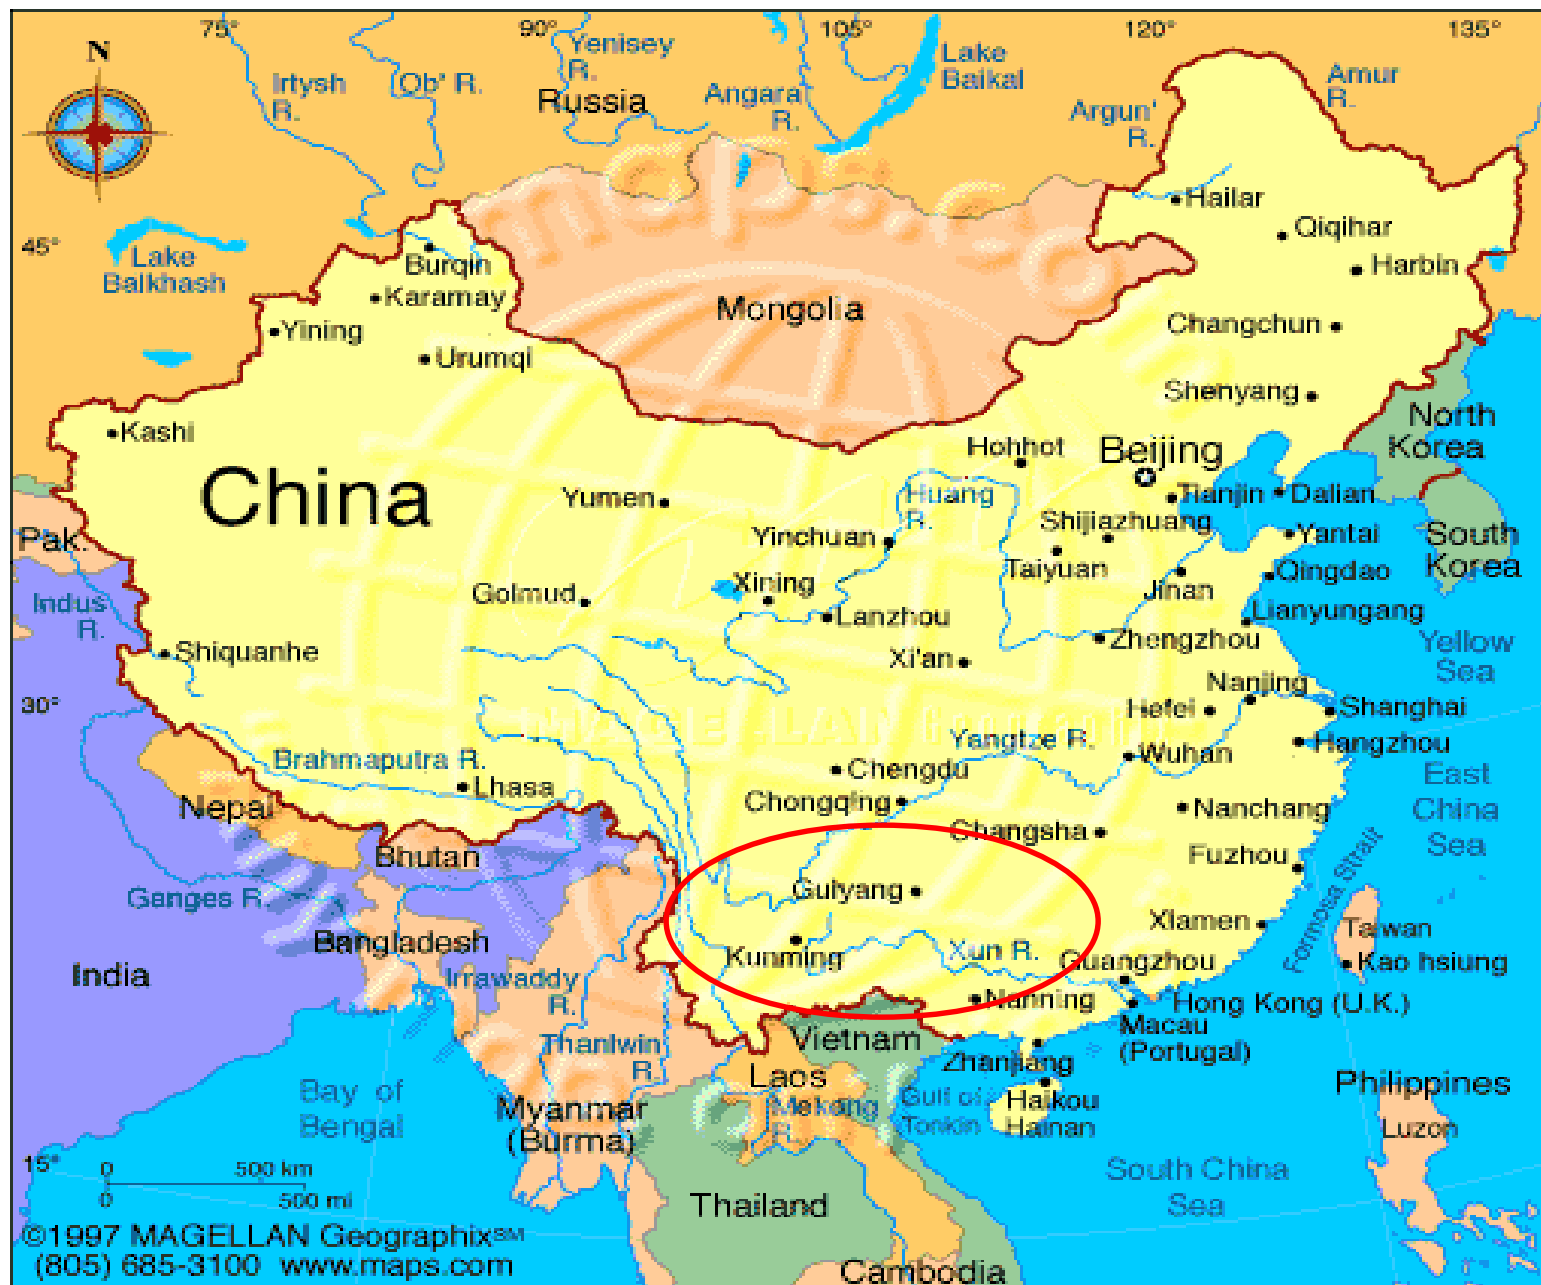 75°
90°
105°
120°
135°
N
Yenisey
R.
Lake
Baikal
Irtysh
R.
Ob' R.
Russia
Angara
R.
Argun'
R.
Amur
R.
Hailar
Qiqihar
Harbin
45°
Lake
Balkhash
Burqin
Karamay
Yining
Urumqi
Mongolia
Changchun
Shenyang
Kashi
China
Yumen
Hohhot
Beijing
North
Korea
Huang
R.
Tianjin
Dalian
Shijiazhuang
Yantai
South
Korea
Pak.
Yinchuan
Taiyuan
Jinan
Qingdao
Golmud
Xining
Lanzhou
Lianyungang
Indus
R.
Zhengzhou
Yellow
Sea
Shiquanhe
Xi'an
Nanjing
30°
Hefei
Shanghai
MAGELLAN
Yangtze R.
Wuhan
Hangzhou
Brahmaputra R.
Lhasa
Chengdu
Chongqing
East
China
Sea
Nepal
Nanchang
Changsha
Bhutan
Fuzhou
Formosa Strait
Ganges R.
Guiyang
Xiamen
Taiwan
Bangladesh
Kunming
Xun R.
Guangzhou
Kao hsiung
India
Irrawaddy
R.
Nanning
Hong Kong (U.K.)
Macau
(Portugal)
Vietnam
Thanlwin
R.
Zhanjiang
Laos
Bay of
Bengal
Myanmar
(Burma)
Mekong
R.
Gulf of
Tonkin
Haikou
Hainan
Philippines
Luzon
15°
0 500 km
0 500 mi
South China
Sea
Thailand
©1997 MAGELLAN Geographix℠
(805) 685-3100 www.maps.com
Cambodia